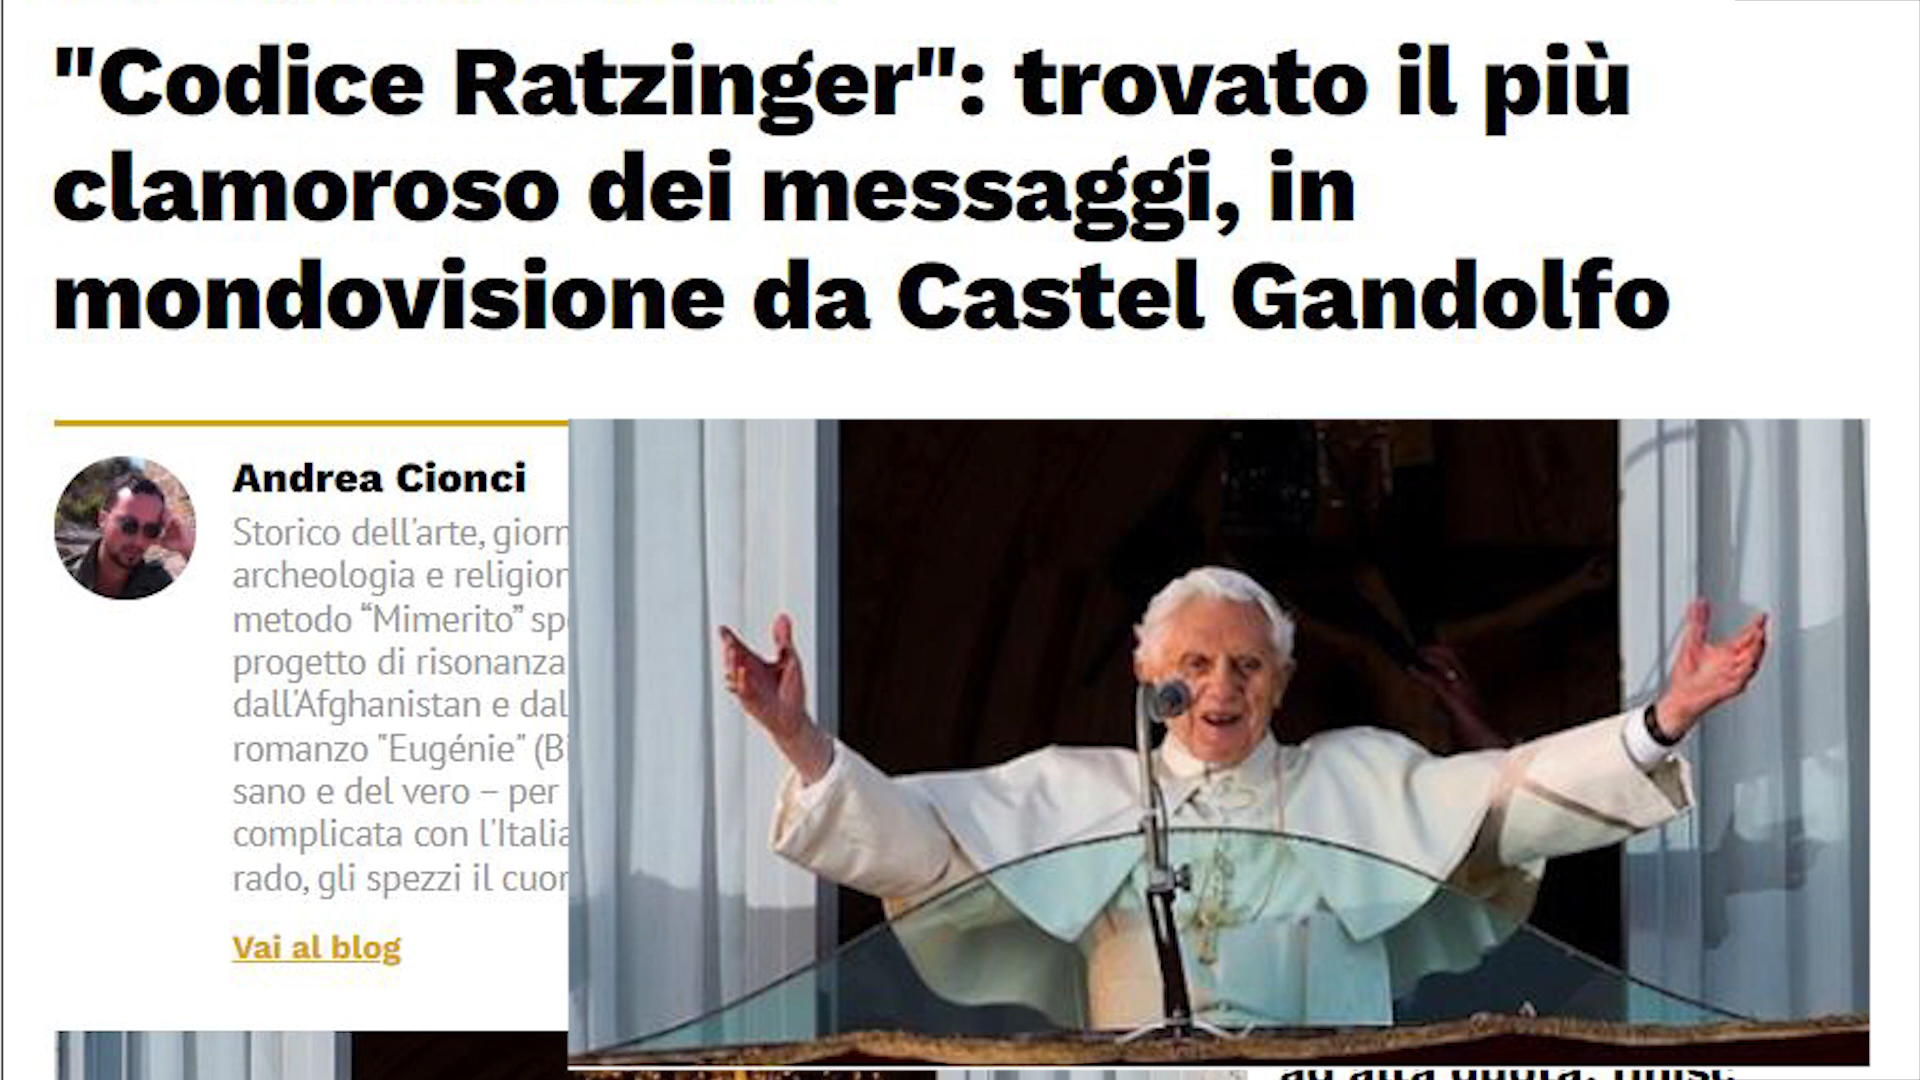 "Codice Ratzinger": trovato il più
clamoroso dei messaggi, in
mondovisione da Castel Gandolfo
Andrea Cionci
Storico dell'arte, giorn
archeologia e religion
metodo “Mimerito” sp
progetto di risonanza
dall'Afghanistan e dal
romanzo "Eugénie" (Bi
sano e del vero – per
complicata con l'Italia
rado, gli spezzi il cuor
Vai al blog